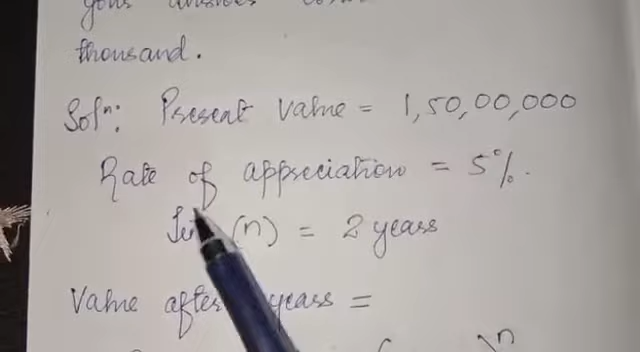 thousand.
Solⁿ: Present value = 1,50,00,000
Rate of appreciation = 5%.
(n) = 2 years
Value after years =
n